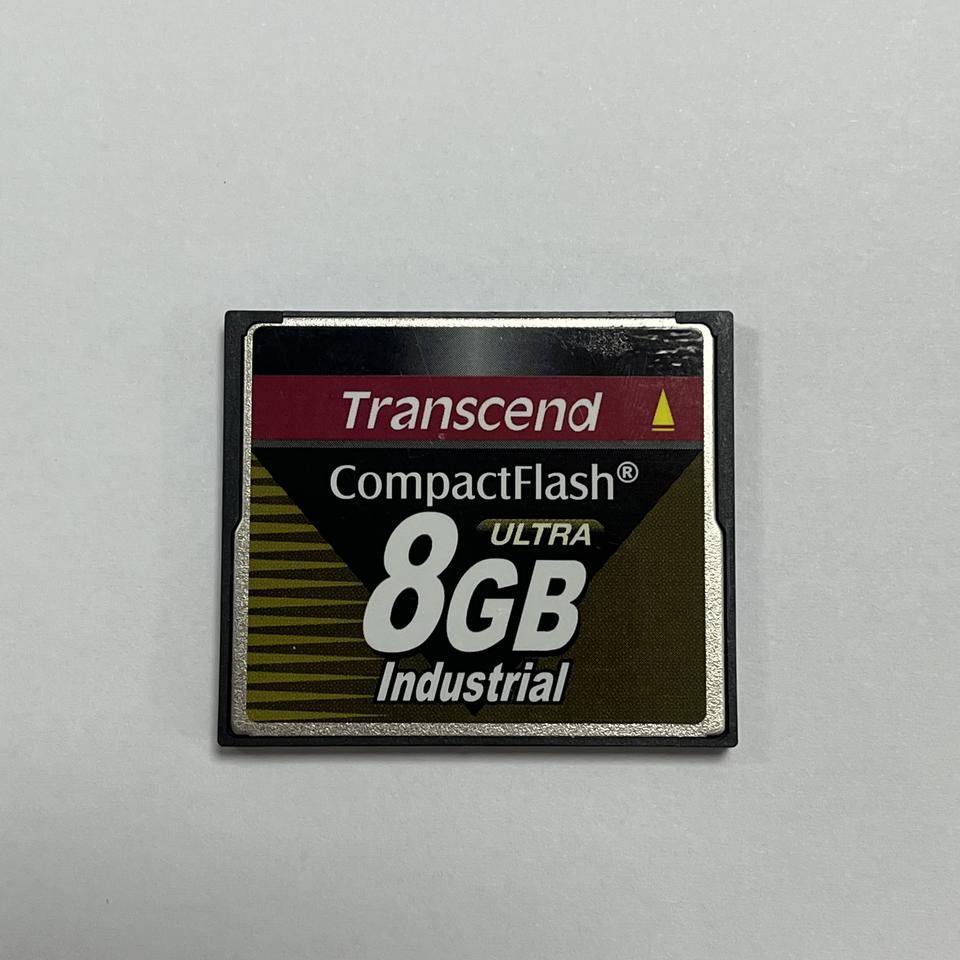 Transcend
CompactFlash®
ULTRA
8GB
Industrial